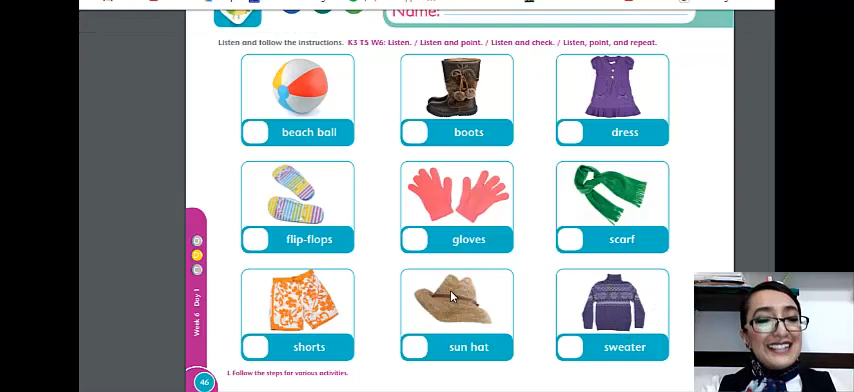 Name:
Listen and follow the instructions. K3 T5 W6: Listen. / Listen and point. / Listen and check. / Listen, point, and repeat.
beach ball
boots
dress
flip-flops
gloves
scarf
shorts
sun hat
sweater
Week 6 Day 1
46
1. Follow the steps for various activities.